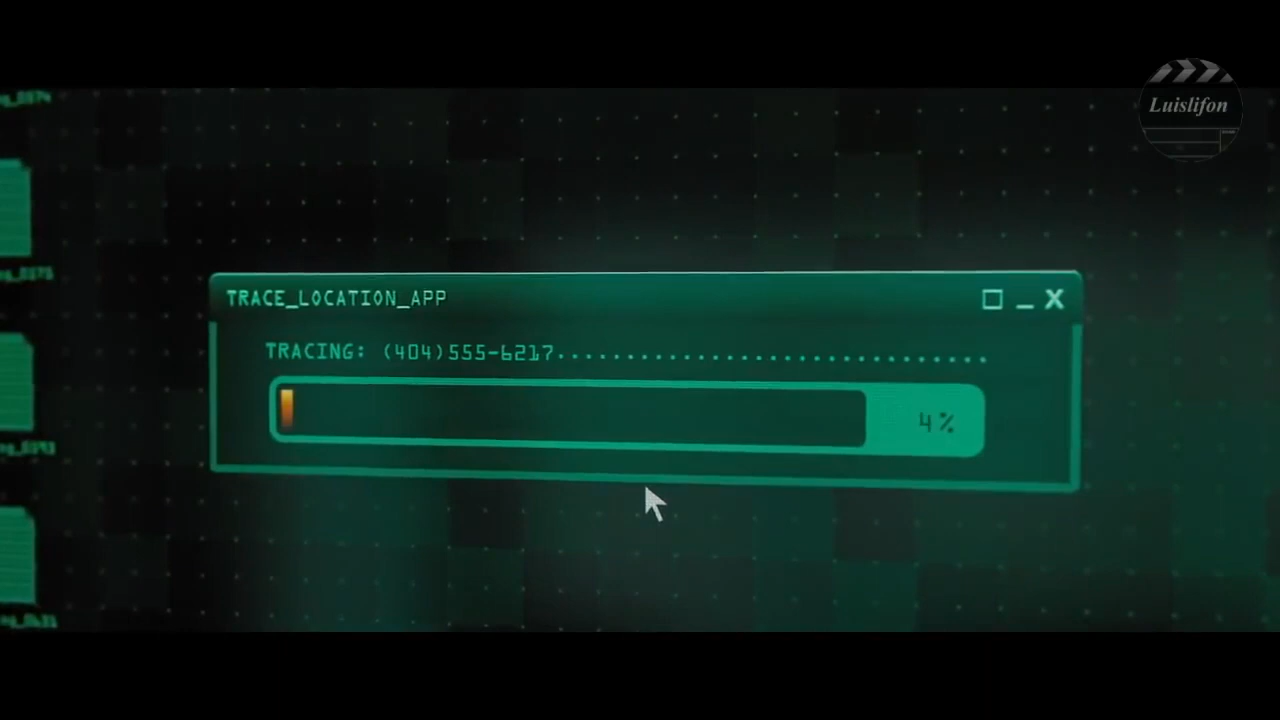 Luislifon
TRACE_LOCATION_APP
TRACING: (404)555-6217......................................
4%